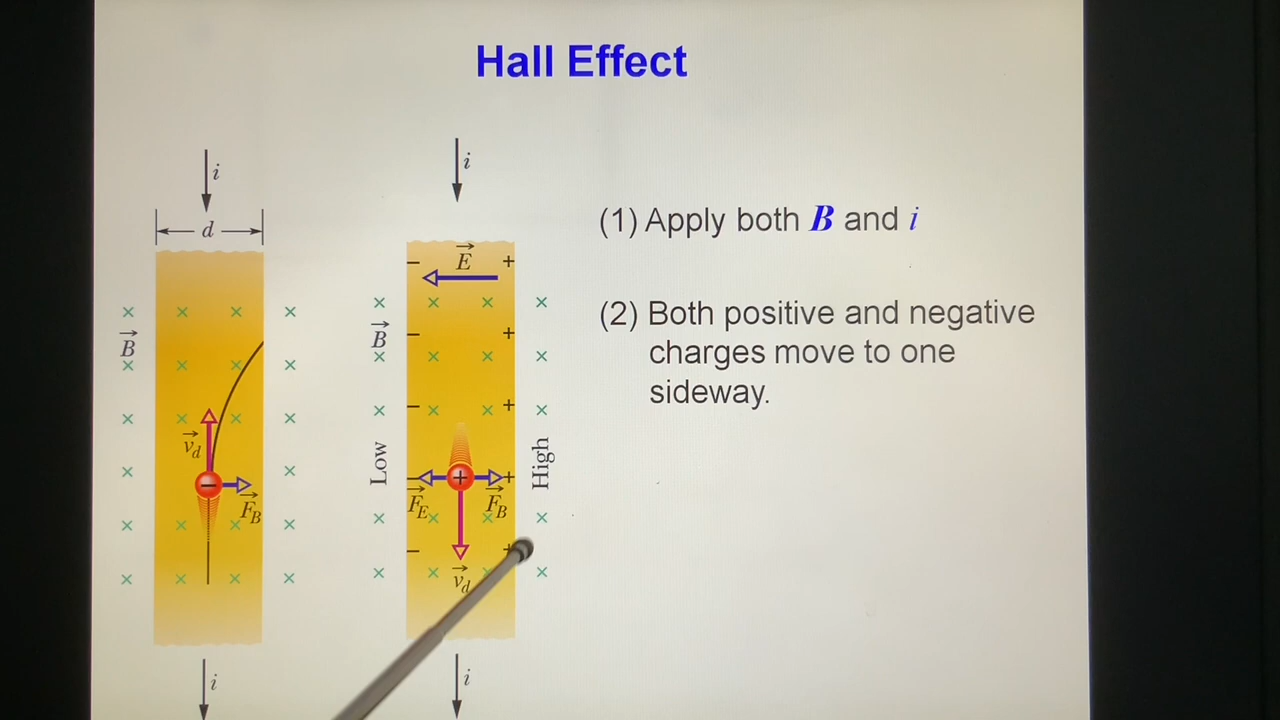 Hall Effect
i
d
B
v_d
F_B
i
i
E
B
Low
High
F_E
F_B
v_d
i
(1) Apply both B and i
(2) Both positive and negative
charges move to one
sideway.